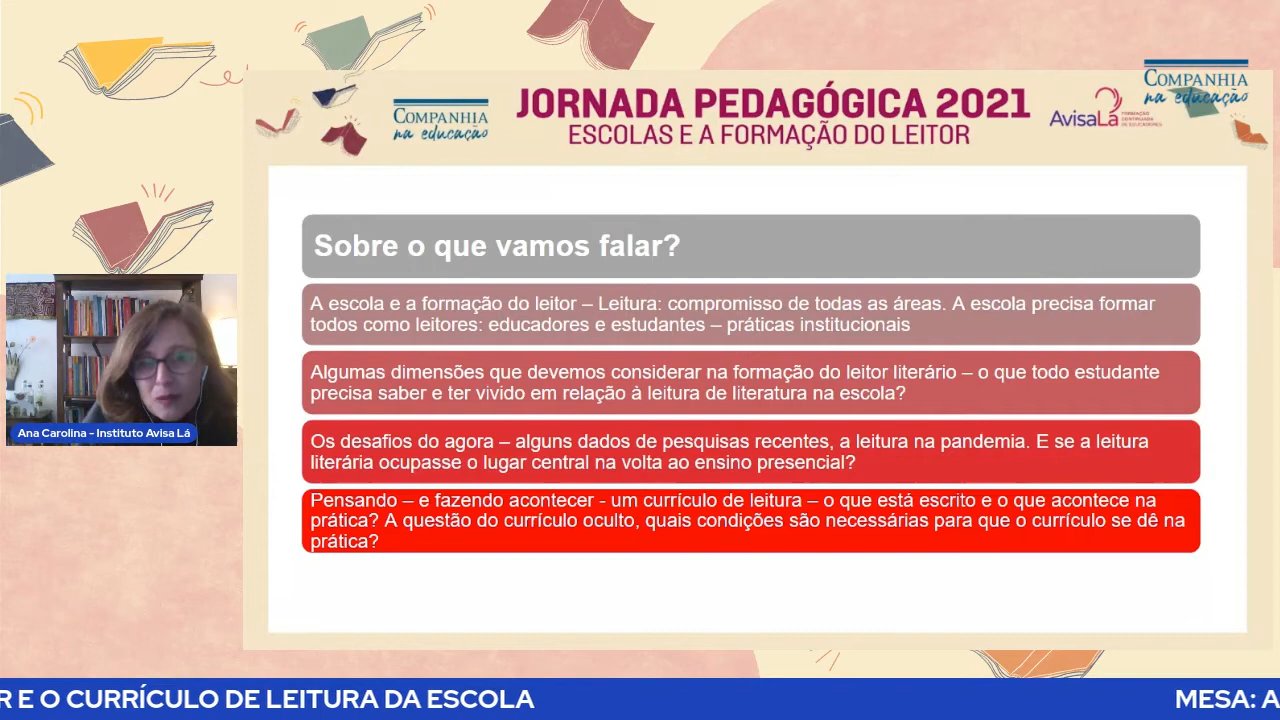 COMPANHIA
na educação
JORNADA PEDAGÓGICA 2021
ESCOLAS E A FORMAÇÃO DO LEITOR
AvisaLá
COMPANHIA
na educação
Sobre o que vamos falar?
A escola e a formação do leitor – Leitura: compromisso de todas as áreas. A escola precisa formar
todos como leitores: educadores e estudantes – práticas institucionais
Algumas dimensões que devemos considerar na formação do leitor literário – o que todo estudante
precisa saber e ter vivido em relação à leitura de literatura na escola?
Os desafios do agora – alguns dados de pesquisas recentes, a leitura na pandemia. E se a leitura
literária ocupasse o lugar central na volta ao ensino presencial?
Pensando – e fazendo acontecer - um currículo de leitura – o que está escrito e o que acontece na
prática? A questão do currículo oculto, quais condições são necessárias para que o currículo se dê na
prática?
Ana Carolina - Instituto Avisa Lá
R E O CURRÍCULO DE LEITURA DA ESCOLA
MESA: A